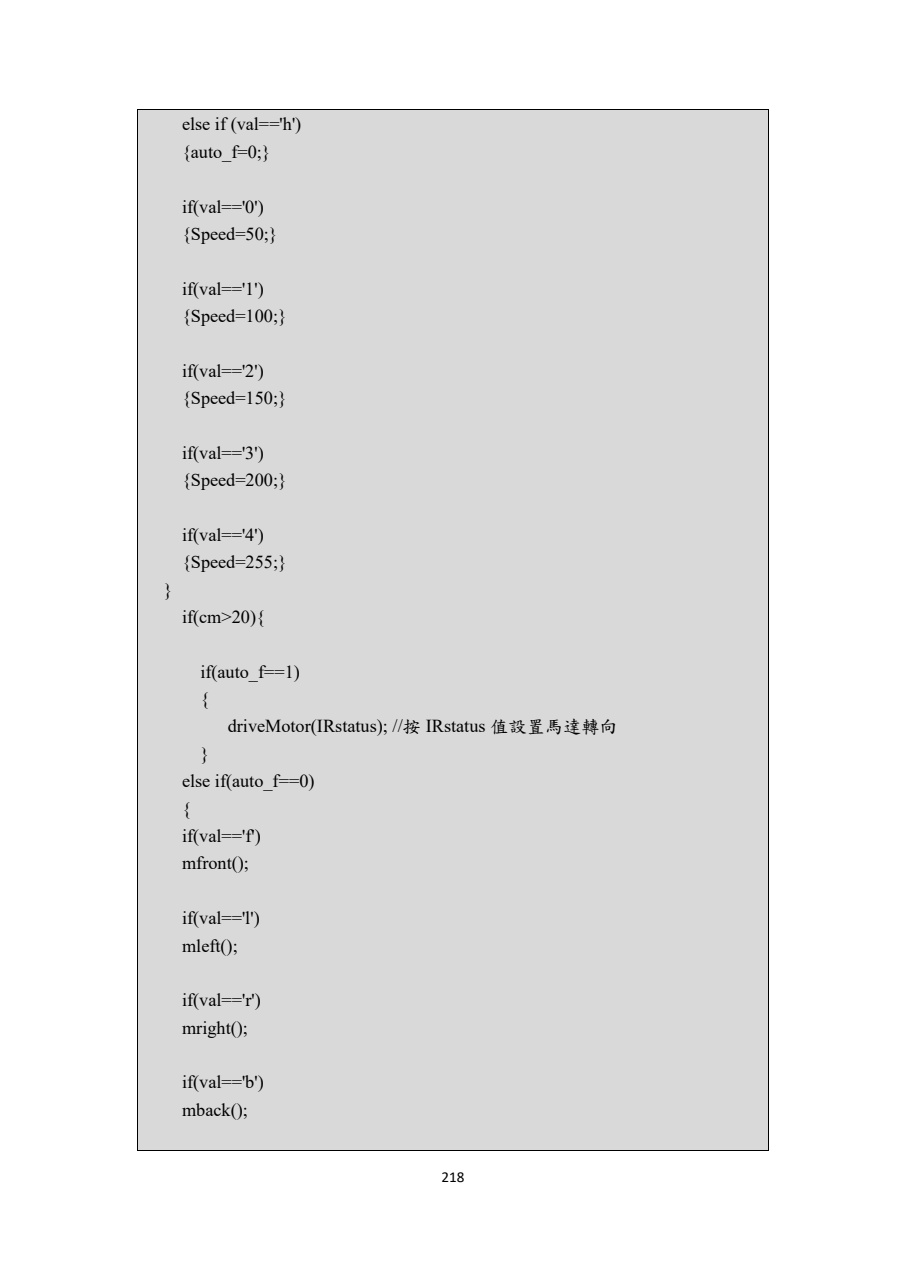 else if (val=='h')
{auto_f=0;}
if(val=='0')
{Speed=50;}
if(val=='1')
{Speed=100;}
if(val=='2')
{Speed=150;}
if(val=='3')
{Speed=200;}
if(val=='4')
{Speed=255;}
}
if(cm>20){
if(auto_f==1)
{
driveMotor(IRstatus); //按 IRstatus 值設置馬達轉向
}
else if(auto_f==0)
{
if(val=='f')
mfront();
if(val=='l')
mleft();
if(val=='r')
mright();
if(val=='b')
mback();
218